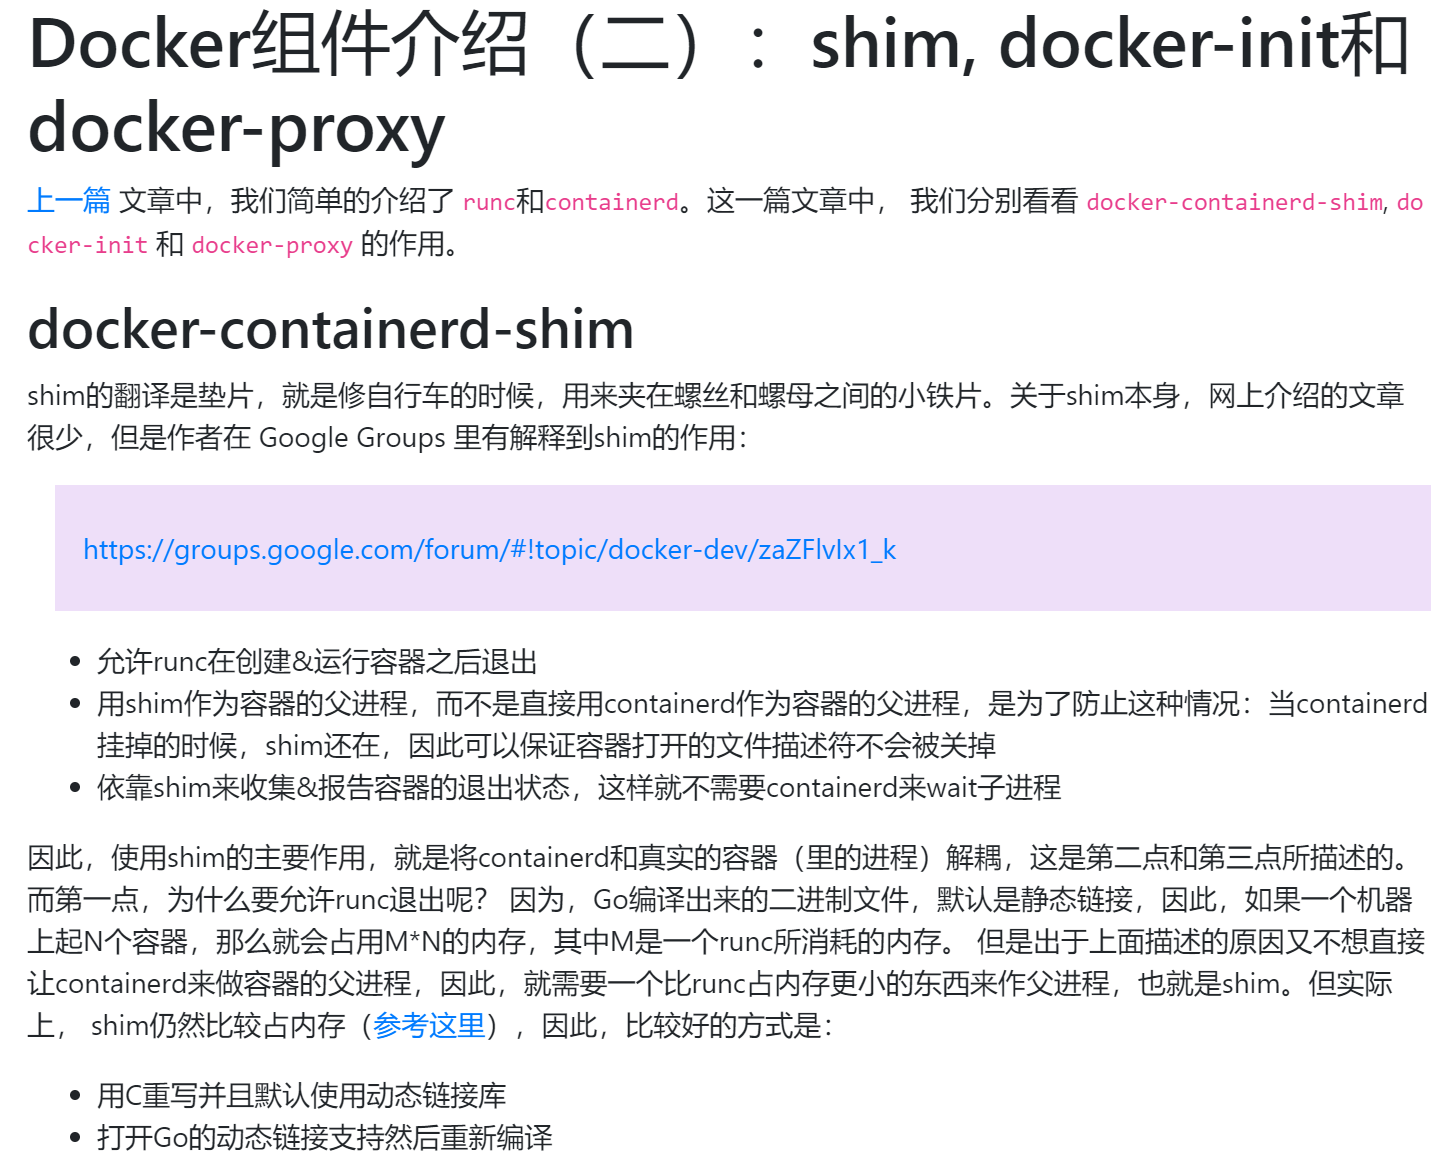 Docker组件介绍（二）：shim, docker-init和
docker-proxy
上一篇 文章中，我们简单的介绍了 runc和containerd。这一篇文章中， 我们分别看看 docker-containerd-shim, do
cker-init 和 docker-proxy 的作用。
docker-containerd-shim
shim的翻译是垫片，就是修自行车的时候，用来夹在螺丝和螺母之间的小铁片。关于shim本身，网上介绍的文章
很少，但是作者在 Google Groups 里有解释到shim的作用：
https://groups.google.com/forum/#!topic/docker-dev/zaZFlvIx1_k
• 允许runc在创建&运行容器之后退出
• 用shim作为容器的父进程，而不是直接用containerd作为容器的父进程，是为了防止这种情况：当containerd
挂掉的时候，shim还在，因此可以保证容器打开的文件描述符不会被关掉
• 依靠shim来收集&报告容器的退出状态，这样就不需要containerd来wait子进程
因此，使用shim的主要作用，就是将containerd和真实的容器（里的进程）解耦，这是第二点和第三点所描述的。
而第一点，为什么要允许runc退出呢？ 因为，Go编译出来的二进制文件，默认是静态链接，因此，如果一个机器
上起N个容器，那么就会占用M*N的内存，其中M是一个runc所消耗的内存。 但是出于上面描述的原因又不想直接
让containerd来做容器的父进程，因此，就需要一个比runc占内存更小的东西来作父进程，也就是shim。但实际
上， shim仍然比较占内存（参考这里），因此，比较好的方式是：
• 用C重写并且默认使用动态链接库
• 打开Go的动态链接支持然后重新编译